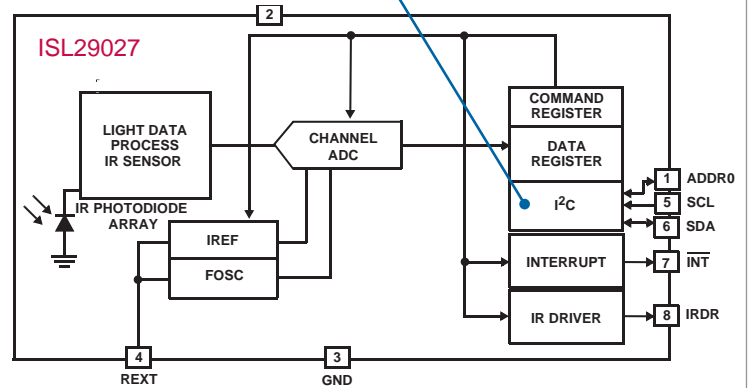 2
ISL29027
LIGHT DATA
PROCESS
IR SENSOR
CHANNEL
ADC
COMMAND
REGISTER
DATA
REGISTER
I²C
1 ADDR0
5 SCL
6 SDA
IR PHOTODIODE
ARRAY
IREF
FOSC
INTERRUPT
7 I̅N̅T̅
IR DRIVER
8 IRDR
4
REXT
3
GND